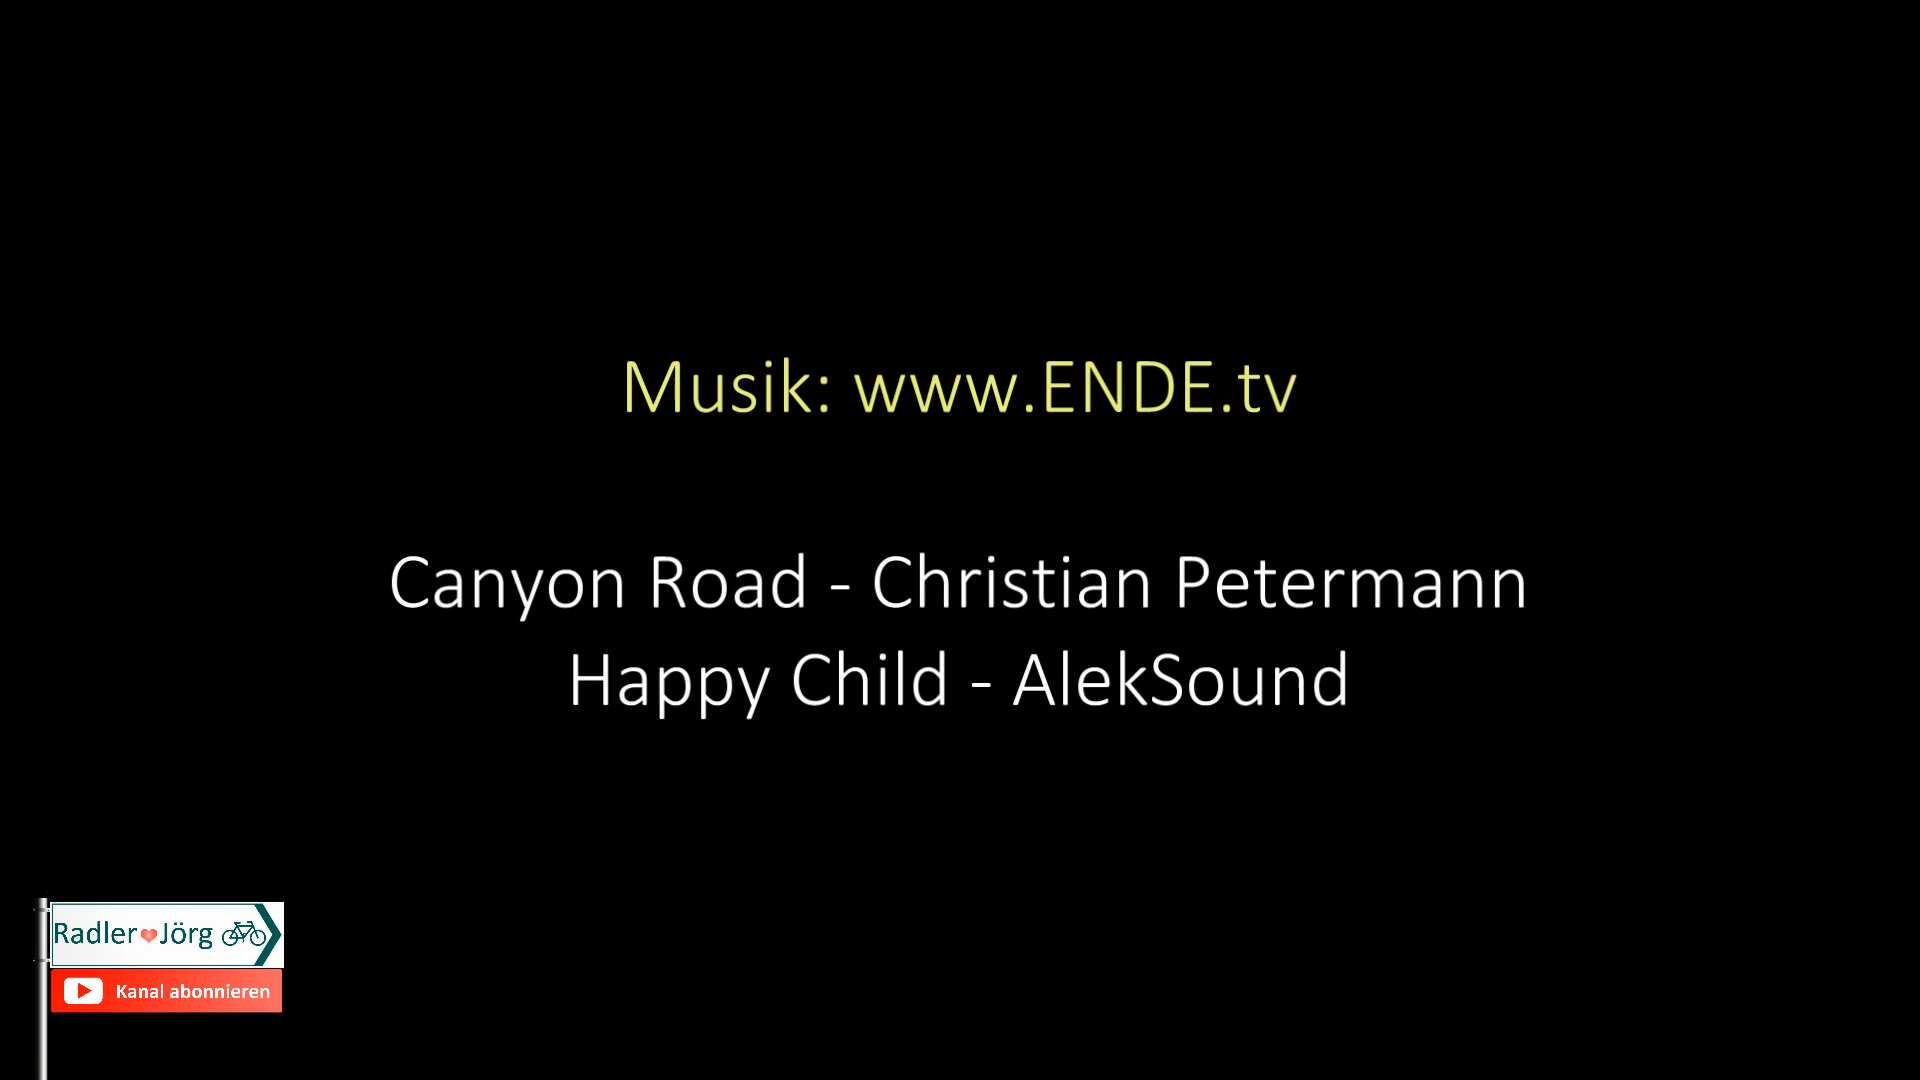 Musik: www.ENDE.tv
Canyon Road - Christian Petermann
Happy Child - AlekSound
Radler Jörg
Kanal abonnieren